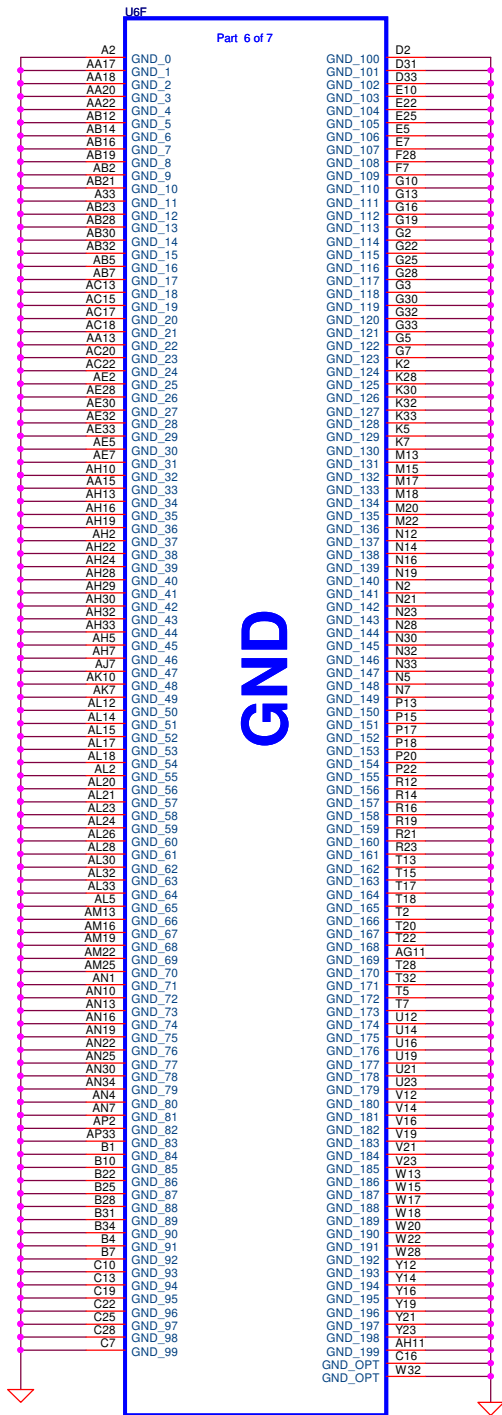 U6F
Part 6 of 7
A2 GND_0 GND_100 D2
AA17 GND_1 GND_101 D31
AA18 GND_2 GND_102 D33
AA20 GND_3 GND_103 E10
AA22 GND_4 GND_104 E22
AB12 GND_5 GND_105 E25
AB14 GND_6 GND_106 E5
AB16 GND_7 GND_107 E7
AB19 GND_8 GND_108 F28
AB2 GND_9 GND_109 F7
AB21 GND_10 GND_110 G10
A33 GND_11 GND_111 G13
AB23 GND_12 GND_112 G16
AB28 GND_13 GND_113 G19
AB30 GND_14 GND_114 G2
AB32 GND_15 GND_115 G22
AB5 GND_16 GND_116 G25
AB7 GND_17 GND_117 G28
AC13 GND_18 GND_118 G3
AC15 GND_19 GND_119 G30
AC17 GND_20 GND_120 G32
AC18 GND_21 GND_121 G33
AA13 GND_22 GND_122 G5
AC20 GND_23 GND_123 G7
AC22 GND_24 GND_124 K2
AE2 GND_25 GND_125 K28
AE28 GND_26 GND_126 K30
AE30 GND_27 GND_127 K32
AE32 GND_28 GND_128 K33
AE33 GND_29 GND_129 K5
AE5 GND_30 GND_130 K7
AE7 GND_31 GND_131 M13
AH10 GND_32 GND_132 M15
AA15 GND_33 GND_133 M17
AH13 GND_34 GND_134 M18
AH16 GND_35 GND_135 M20
AH19 GND_36 GND_136 M22
AH2 GND_37 GND_137 N12
AH22 GND_38 GND_138 N14
AH24 GND_39 GND_139 N16
AH28 GND_40 GND_140 N19
AH29 GND_41 GND_141 N2
AH30 GND_42 GND_142 N21
AH32 GND_43 GND_143 N23
AH33 GND_44 GND_144 N28
AH5 GND_45 GND_145 N30
AH7 GND_46 GND_146 N32
AJ7 GND_47 GND_147 N33
AK10 GND_48 GND_148 N5
AK7 GND_49 GND_149 N7
AL12 GND_50 GND_150 P13
AL14 GND_51 GND_151 P15
AL15 GND_52 GND_152 P17
AL17 GND_53 GND_153 P18
AL18 GND_54 GND_154 P20
AL2 GND_55 GND_155 P22
AL20 GND_56 GND_156 R12
AL21 GND_57 GND_157 R14
AL23 GND_58 GND_158 R16
AL24 GND_59 GND_159 R19
AL26 GND_60 GND_160 R21
AL28 GND_61 GND_161 R23
AL30 GND_62 GND_162 T13
AL32 GND_63 GND_163 T15
AL33 GND_64 GND_164 T17
AL5 GND_65 GND_165 T18
AM13 GND_66 GND_166 T2
AM16 GND_67 GND_167 T20
AM19 GND_68 GND_168 T22
AM22 GND_69 GND_169 AG11
AM25 GND_70 GND_170 T28
AN1 GND_71 GND_171 T32
AN10 GND_72 GND_172 T5
AN13 GND_73 GND_173 T7
AN16 GND_74 GND_174 U12
AN19 GND_75 GND_175 U14
AN22 GND_76 GND_176 U16
AN25 GND_77 GND_177 U19
AN30 GND_78 GND_178 U21
AN34 GND_79 GND_179 U23
AN4 GND_80 GND_180 V12
AN7 GND_81 GND_181 V14
AP2 GND_82 GND_182 V16
AP33 GND_83 GND_183 V19
B1 GND_84 GND_184 V21
B10 GND_85 GND_185 V23
B22 GND_86 GND_186 W13
B25 GND_87 GND_187 W15
B28 GND_88 GND_188 W17
B31 GND_89 GND_189 W18
B34 GND_90 GND_190 W20
B4 GND_91 GND_191 W22
B7 GND_92 GND_192 W28
C10 GND_93 GND_193 Y12
C13 GND_94 GND_194 Y14
C19 GND_95 GND_195 Y16
C22 GND_96 GND_196 Y19
C25 GND_97 GND_197 Y21
C28 GND_98 GND_198 Y23
C7 GND_99 GND_199 AH11
GND_OPT C16
GND_OPT W32
GND